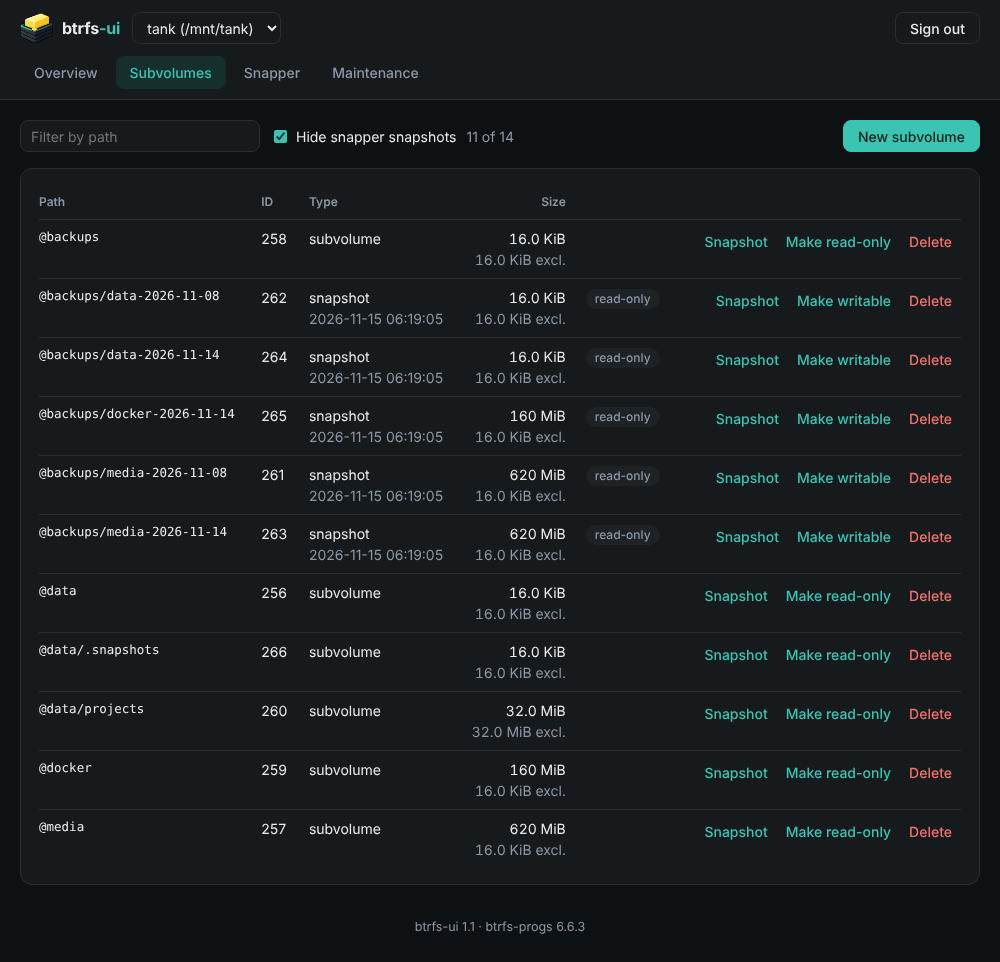 btrfs-ui tank (/mnt/tank) Sign out
Overview Subvolumes Snapper Maintenance
Filter by path Hide snapper snapshots 11 of 14 New subvolume
Path ID Type Size
@backups 258 subvolume 16.0 KiB Snapshot Make read-only Delete
16.0 KiB excl.
@backups/data-2026-11-08 262 snapshot 16.0 KiB read-only Snapshot Make writable Delete
2026-11-15 06:19:05 16.0 KiB excl.
@backups/data-2026-11-14 264 snapshot 16.0 KiB read-only Snapshot Make writable Delete
2026-11-15 06:19:05 16.0 KiB excl.
@backups/docker-2026-11-14 265 snapshot 160 MiB read-only Snapshot Make writable Delete
2026-11-15 06:19:05 16.0 KiB excl.
@backups/media-2026-11-08 261 snapshot 620 MiB read-only Snapshot Make writable Delete
2026-11-15 06:19:05 16.0 KiB excl.
@backups/media-2026-11-14 263 snapshot 620 MiB read-only Snapshot Make writable Delete
2026-11-15 06:19:05 16.0 KiB excl.
@data 256 subvolume 16.0 KiB Snapshot Make read-only Delete
16.0 KiB excl.
@data/.snapshots 266 subvolume 16.0 KiB Snapshot Make read-only Delete
16.0 KiB excl.
@data/projects 260 subvolume 32.0 MiB Snapshot Make read-only Delete
32.0 MiB excl.
@docker 259 subvolume 160 MiB Snapshot Make read-only Delete
16.0 KiB excl.
@media 257 subvolume 620 MiB Snapshot Make read-only Delete
16.0 KiB excl.
btrfs-ui 1.1 · btrfs-progs 6.6.3